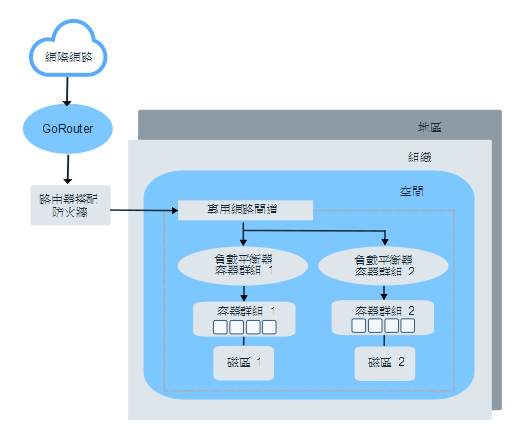 網際網路
GoRouter
地區
組織
空間
路由器搭配
防火牆
專用網路閘道
負載平衡器
容器群組 1
負載平衡器
容器群組 2
容器群組 1
容器群組 2
磁區 1
磁區 2